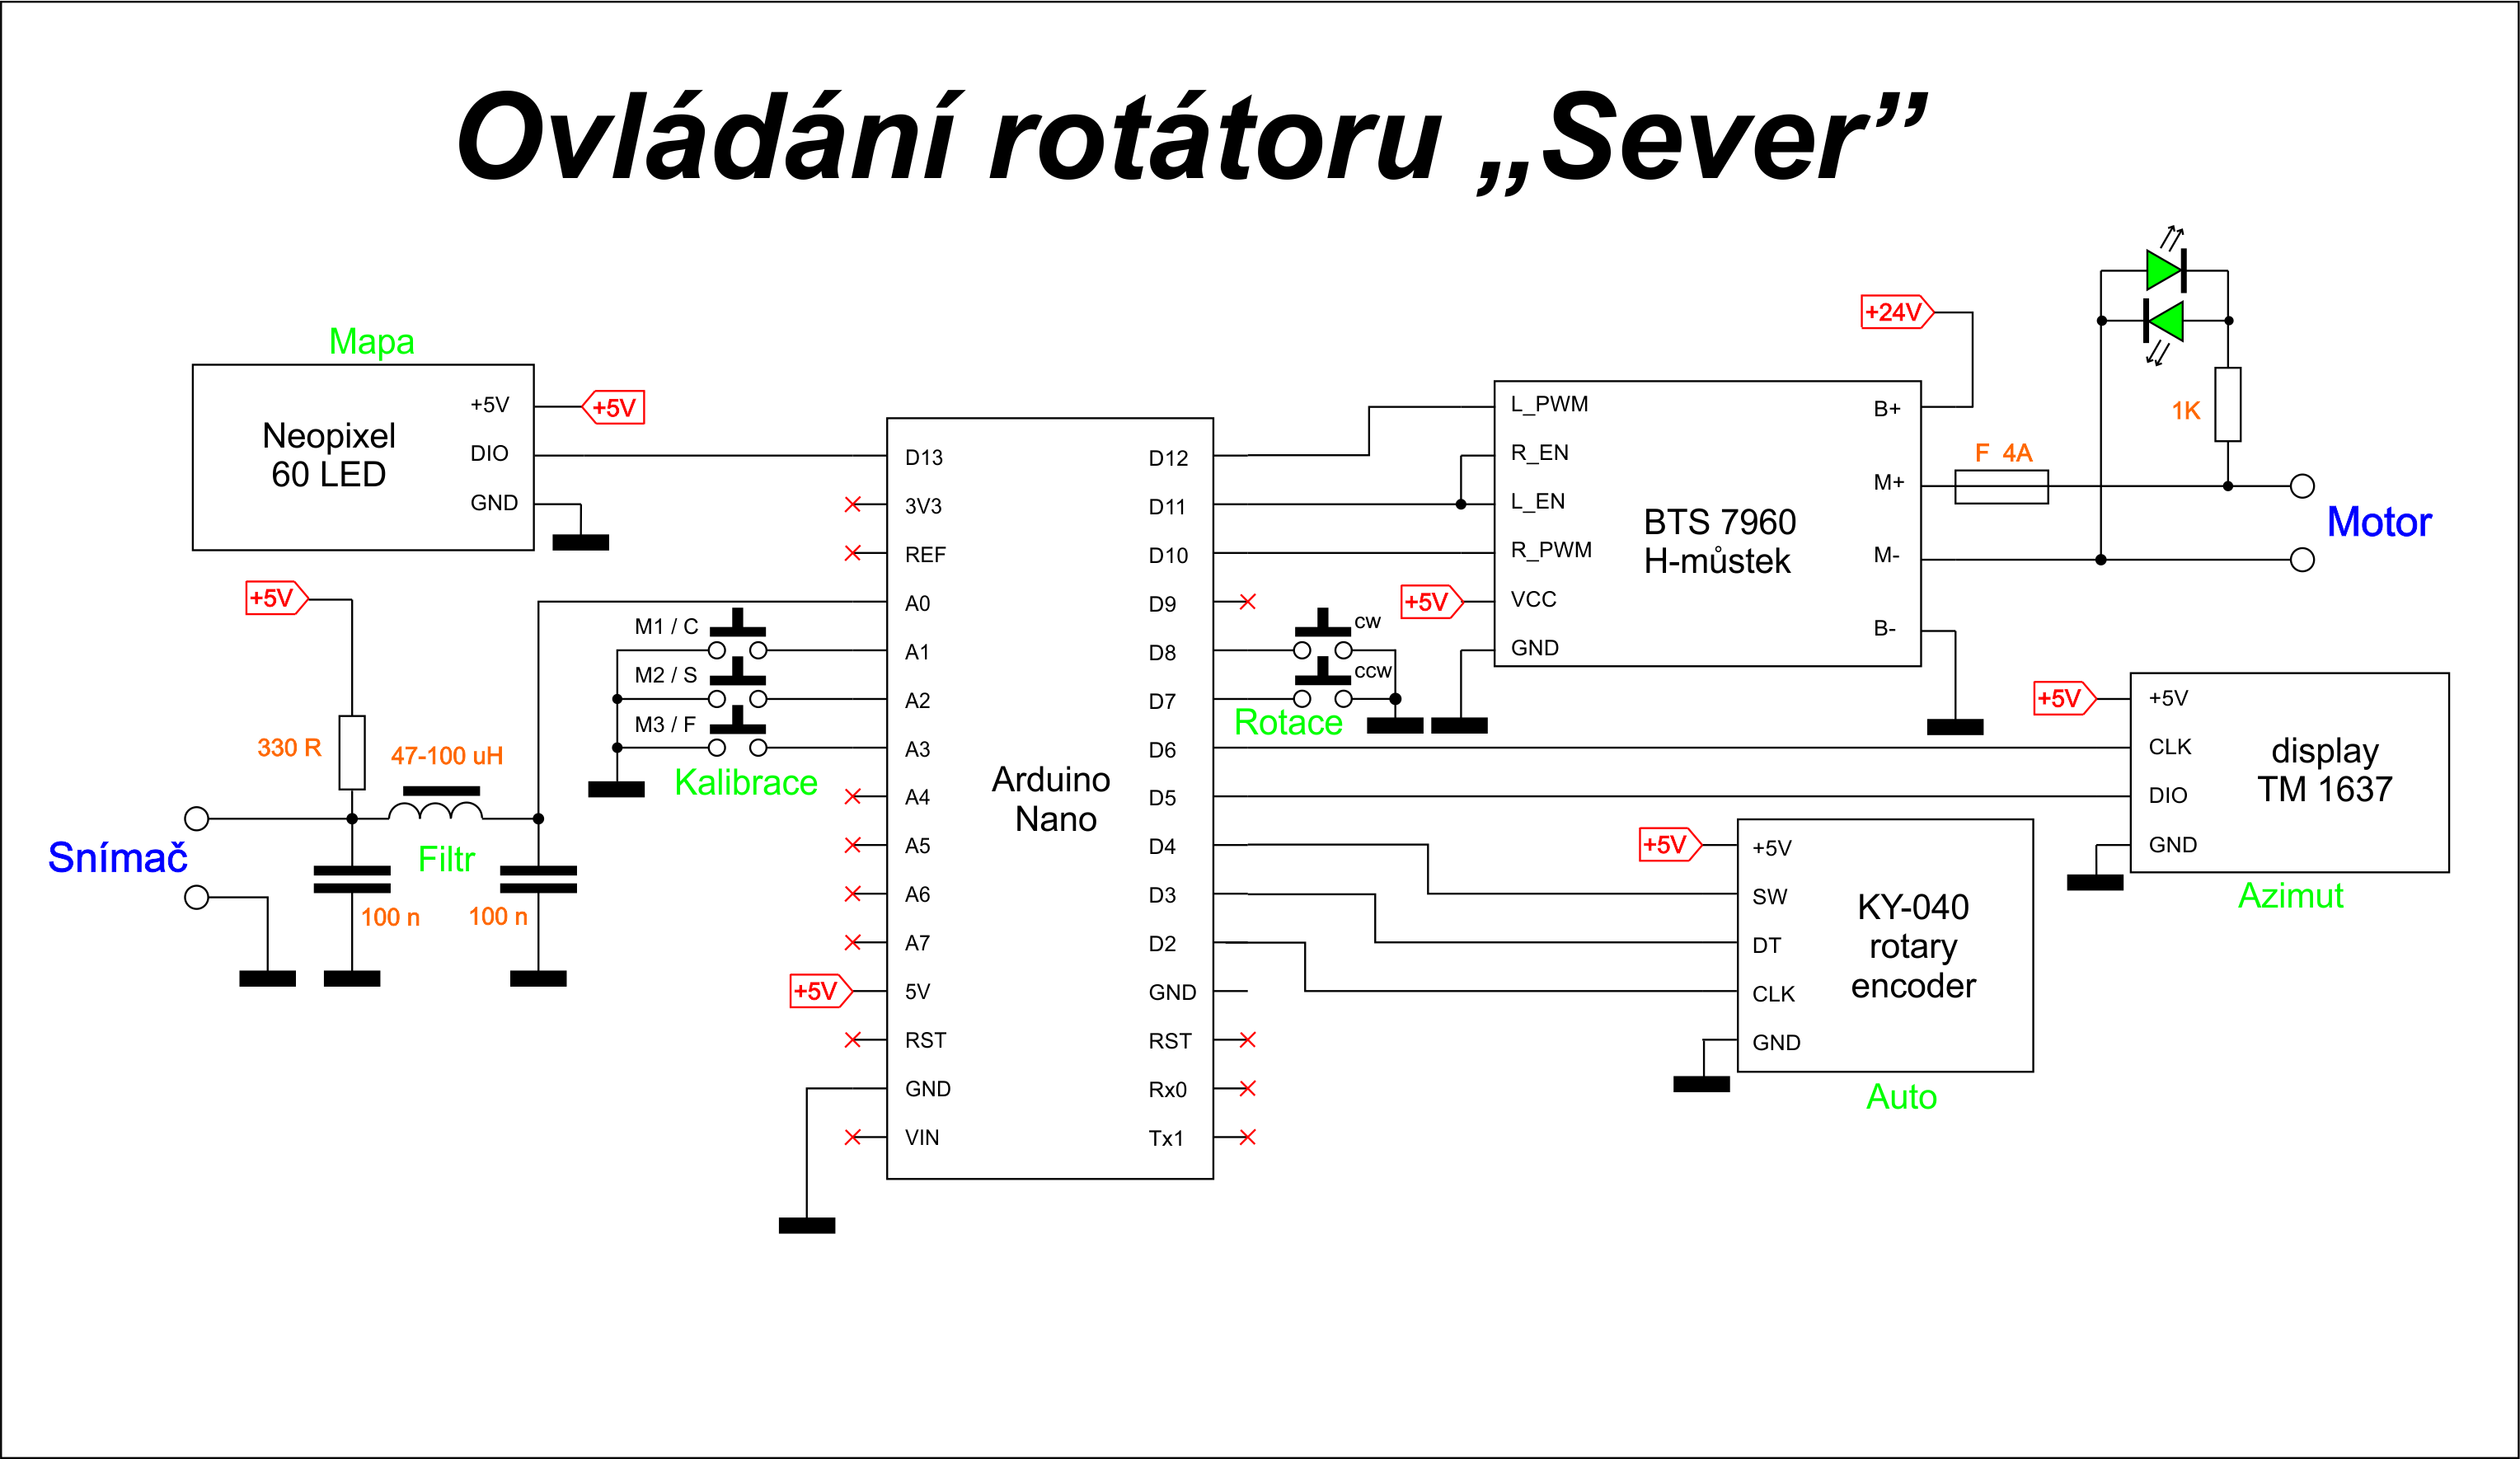 Ovládání rotátoru „Sever”
Mapa
Neopixel
60 LED
+5V
DIO
GND
+5V
+5V
330 R
47-100 uH
Snímač
Filtr
100 n
100 n
M1 / C
M2 / S
M3 / F
Kalibrace
+5V
Arduino
Nano
D13
3V3
REF
A0
A1
A2
A3
A4
A5
A6
A7
5V
RST
GND
VIN
D12
D11
D10
D9
D8
D7
D6
D5
D4
D3
D2
GND
RST
Rx0
Tx1
cw
ccw
Rotace
+5V
L_PWM
R_EN
L_EN
R_PWM
VCC
GND
BTS 7960
H-můstek
B+
M+
M-
B-
+24V
F 4A
1K
Motor
+5V
+5V
CLK
DIO
GND
display
TM 1637
Azimut
+5V
+5V
SW
DT
CLK
GND
KY-040
rotary
encoder
Auto